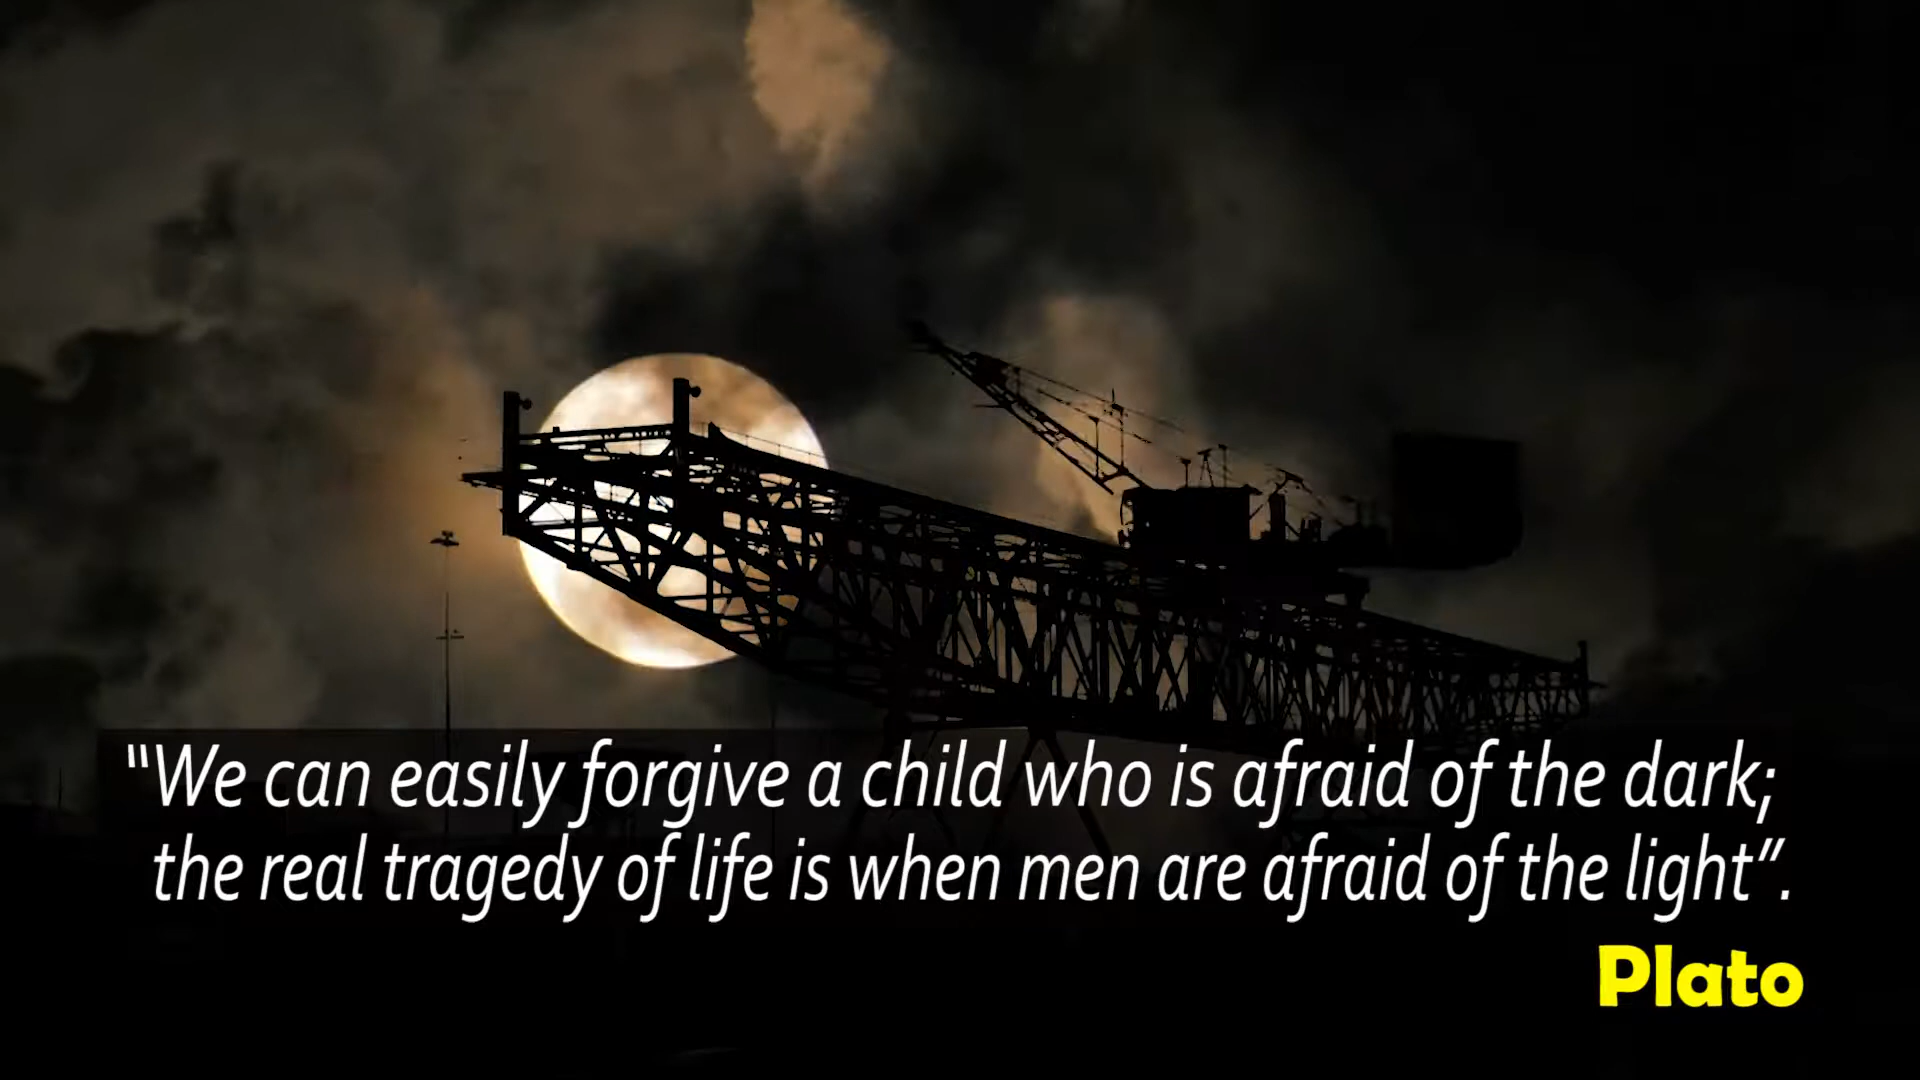 “We can easily forgive a child who is afraid of the dark;
the real tragedy of life is when men are afraid of the light”.
Plato